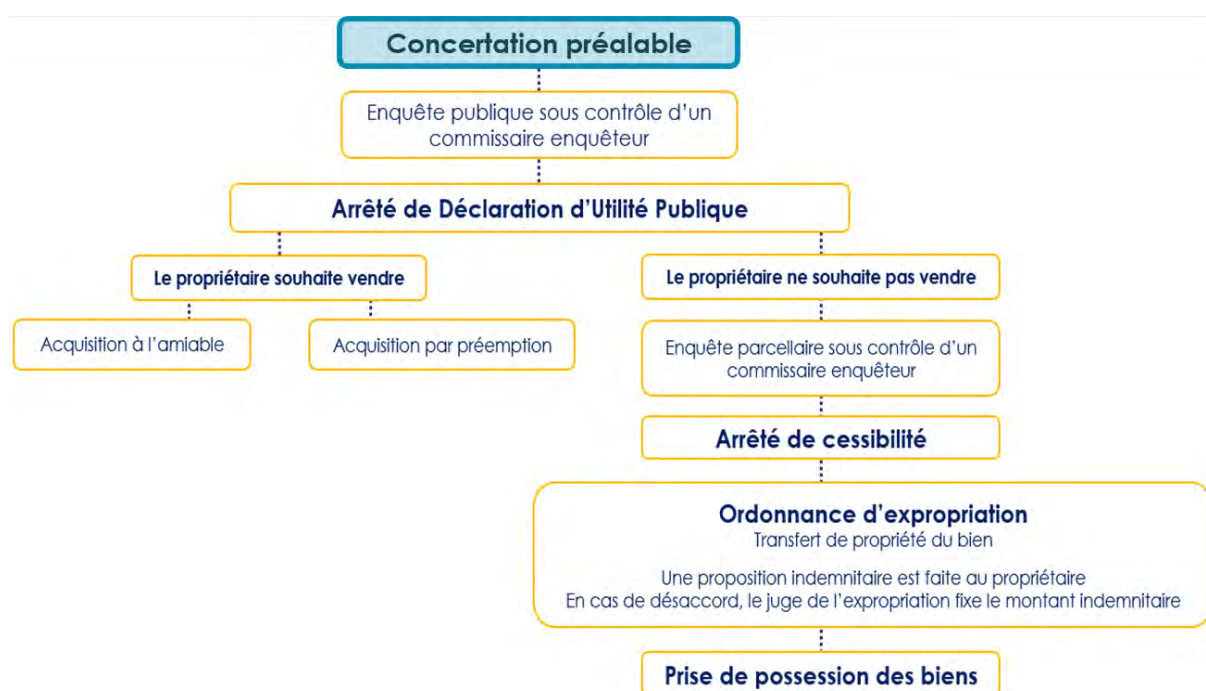 Concertation préalable
Enquête publique sous contrôle d'un
commissaire enquêteur
Arrêté de Déclaration d'Utilité Publique
Le propriétaire souhaite vendre
Le propriétaire ne souhaite pas vendre
Acquisition à l'amiable
Acquisition par préemption
Enquête parcellaire sous contrôle d'un
commissaire enquêteur
Arrêté de cessibilité
Ordonnance d'expropriation
Transfert de propriété du bien
Une proposition indemnitaire est faite au propriétaire
En cas de désaccord, le juge de l'expropriation fixe le montant indemnitaire
Prise de possession des biens